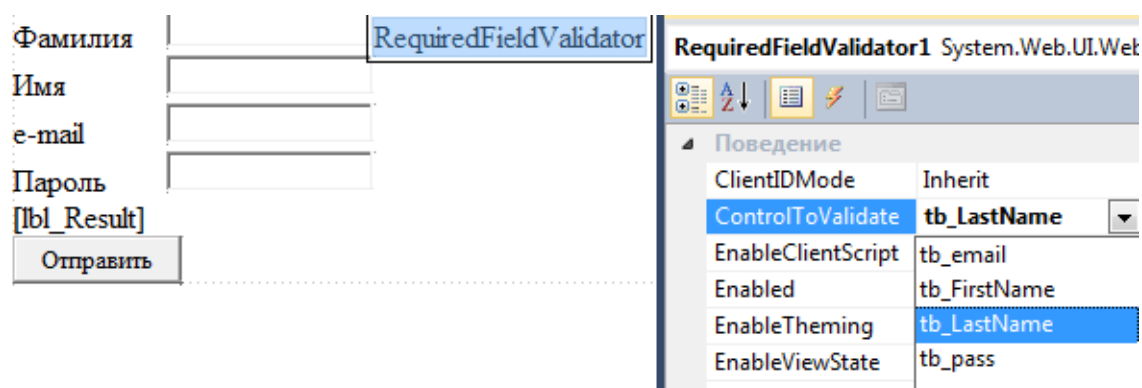 Фамилия
RequiredFieldValidator
Имя
e-mail
Пароль
[lbl_Result]
Отправить
RequiredFieldValidator1 System.Web.UI.Web
Поведение
ClientIDMode Inherit
ControlToValidate tb_LastName
EnableClientScript tb_email
Enabled tb_FirstName
EnableTheming tb_LastName
EnableViewState tb_pass